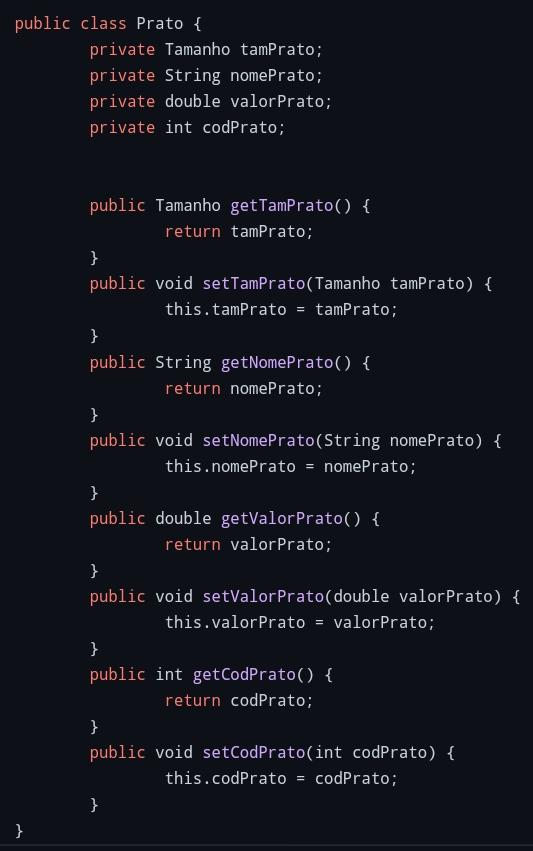 public class Prato {
        private Tamanho tamPrato;
        private String nomePrato;
        private double valorPrato;
        private int codPrato;


        public Tamanho getTamPrato() {
                return tamPrato;
        }
        public void setTamPrato(Tamanho tamPrato) {
                this.tamPrato = tamPrato;
        }
        public String getNomePrato() {
                return nomePrato;
        }
        public void setNomePrato(String nomePrato) {
                this.nomePrato = nomePrato;
        }
        public double getValorPrato() {
                return valorPrato;
        }
        public void setValorPrato(double valorPrato) {
                this.valorPrato = valorPrato;
        }
        public int getCodPrato() {
                return codPrato;
        }
        public void setCodPrato(int codPrato) {
                this.codPrato = codPrato;
        }
}